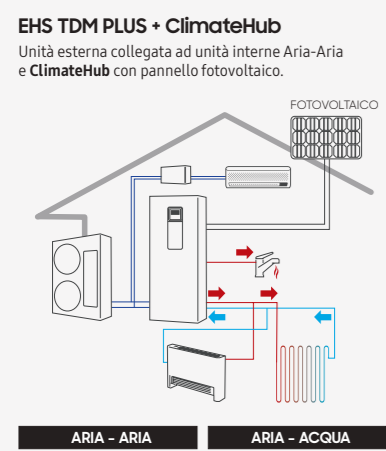 EHS TDM PLUS + ClimateHub
Unità esterna collegata ad unità interne Aria-Aria
e ClimateHub con pannello fotovoltaico.
FOTOVOLTAICO
ARIA - ARIA
ARIA - ACQUA